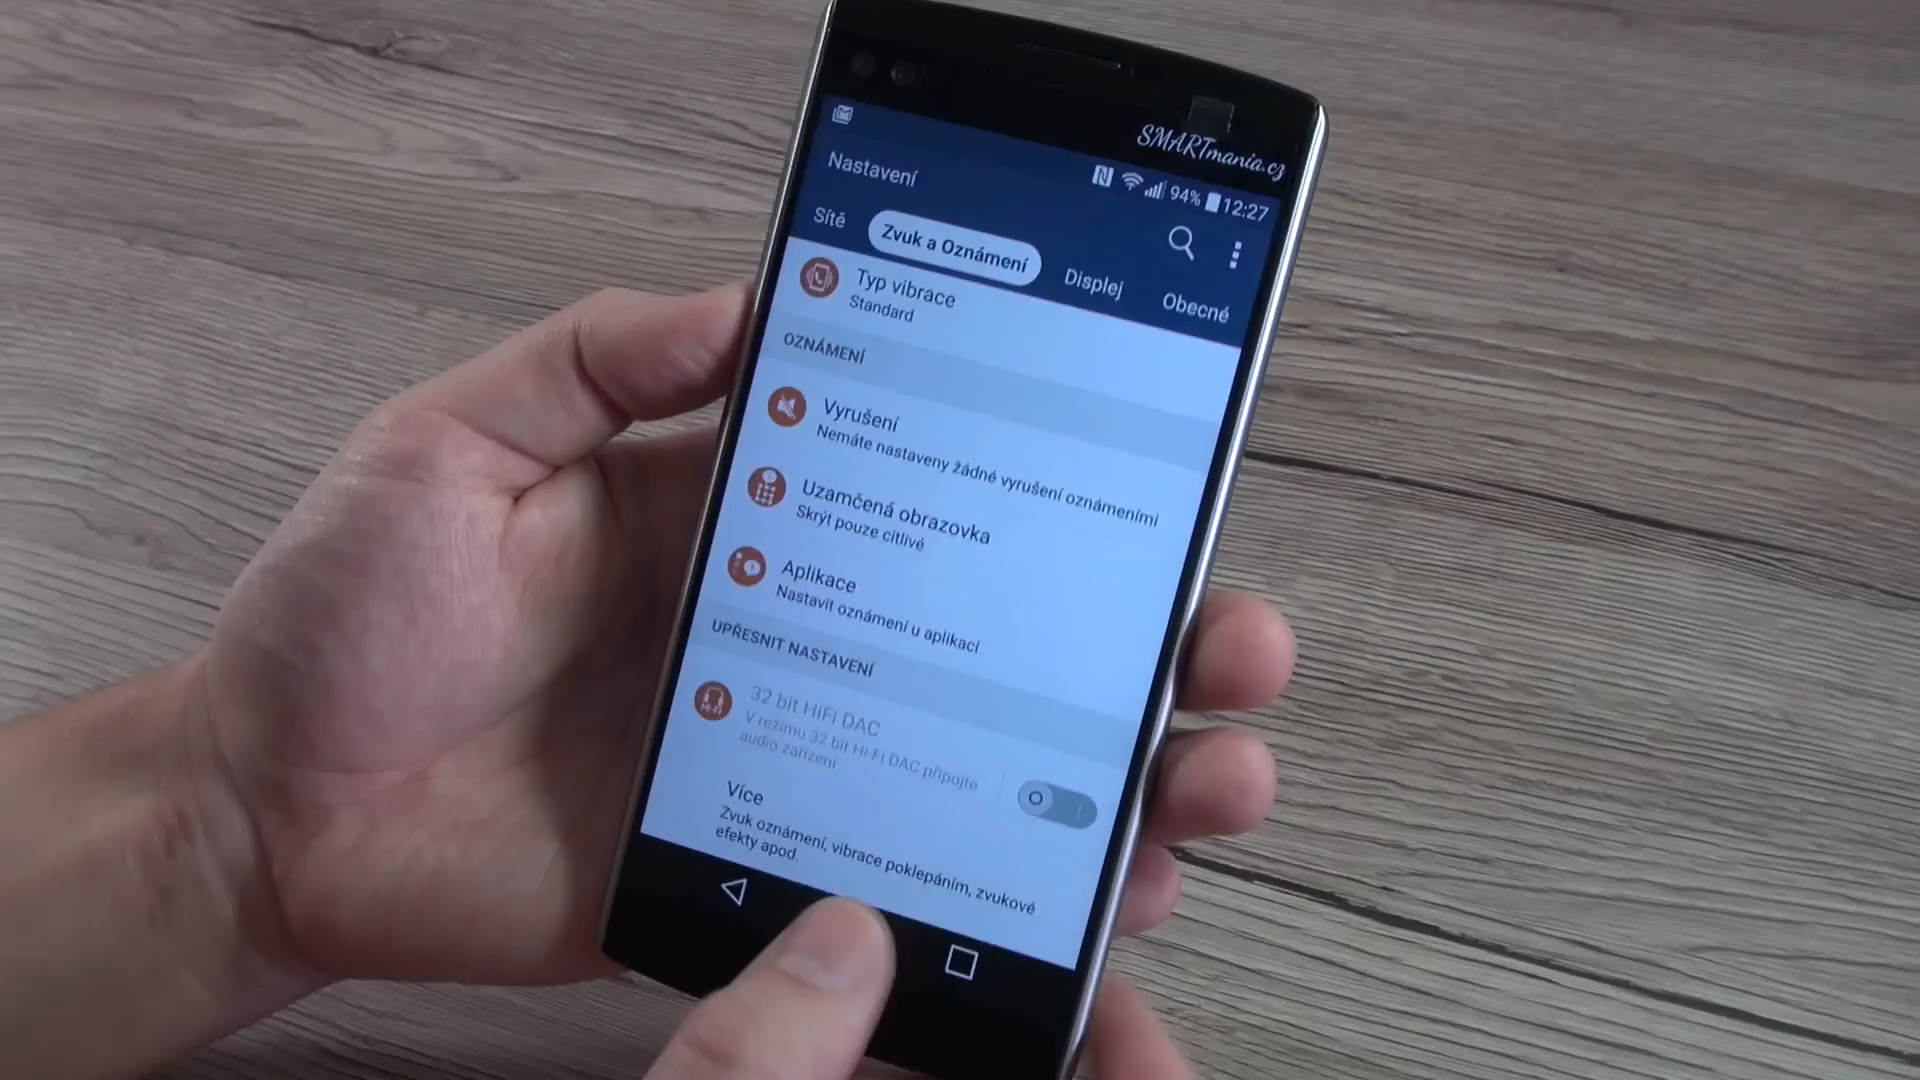 SMARTmania.cz
94% 12:27
Nastavení
Sítě Zvuk a Oznámení Displej Obecné
Typ vibrace
Standard
OZNÁMENÍ
Vyrušení
Nemáte nastaveny žádné vyrušení oznámeními
Uzamčená obrazovka
Skrýt pouze citlivé
Aplikace
Nastavit oznámení u aplikací
UPŘESNIT NASTAVENÍ
32 bit HiFi DAC
V režimu 32 bit Hi-Fi DAC připojte
audio zařízení
HI-FI
Více
Zvuk oznámení, vibrace poklepáním, zvukové
efekty apod.